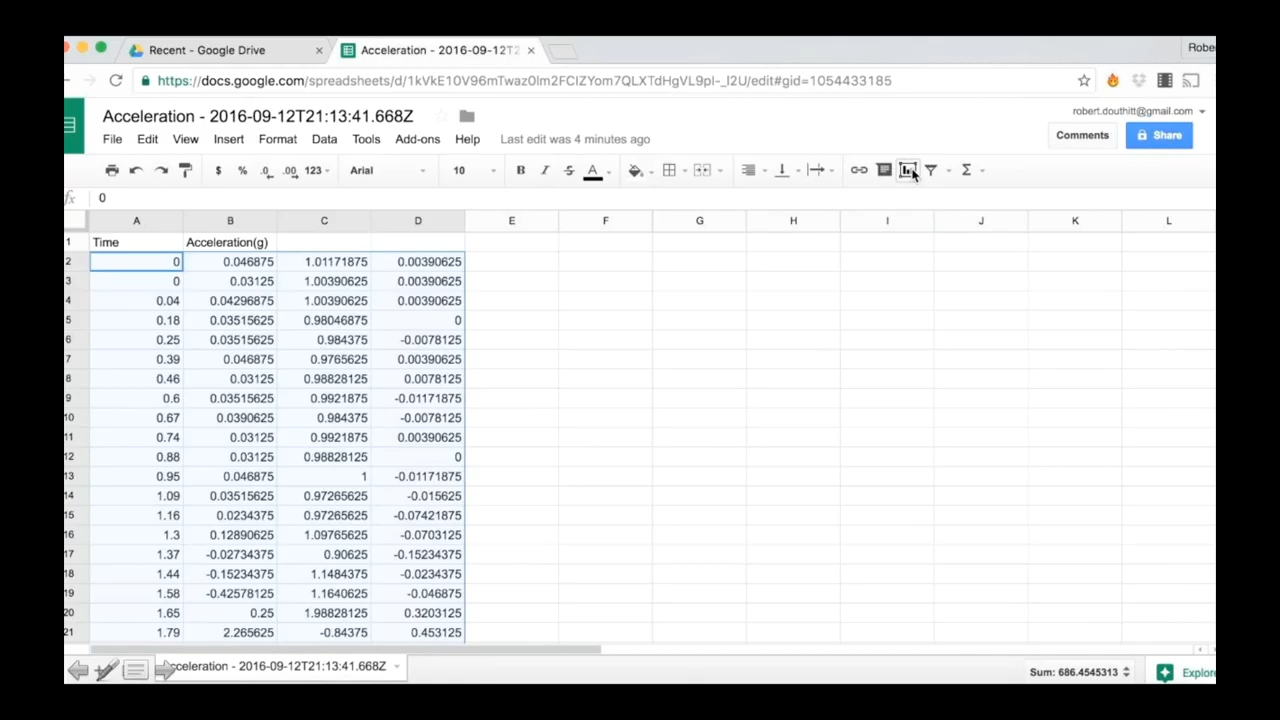 Recent - Google Drive
Acceleration - 2016-09-12T2
https://docs.google.com/spreadsheets/d/1kVkE10V96mTwaz0lm2FCIZYom7QLXTdHgVL9pI-_I2U/edit#gid=1054433185
Acceleration - 2016-09-12T21:13:41.668Z
robert.douthitt@gmail.com
File Edit View Insert Format Data Tools Add-ons Help Last edit was 4 minutes ago
Comments Share
$ % .0 .00 123 Arial 10 B I S A Σ
fx 0
A B C D E F G H I J K L
1 Time Acceleration(g)
2 0 0.046875 1.01171875 0.00390625
3 0 0.03125 1.00390625 0.00390625
4 0.04 0.04296875 1.00390625 0.00390625
5 0.18 0.03515625 0.98046875 0
6 0.25 0.03515625 0.984375 -0.0078125
7 0.39 0.046875 0.9765625 0.00390625
8 0.46 0.03125 0.98828125 0.0078125
9 0.6 0.03515625 0.9921875 -0.01171875
10 0.67 0.0390625 0.984375 -0.0078125
11 0.74 0.03125 0.9921875 0.00390625
12 0.88 0.03125 0.98828125 0
13 0.95 0.046875 1 -0.01171875
14 1.09 0.03515625 0.97265625 -0.015625
15 1.16 0.0234375 0.97265625 -0.07421875
16 1.3 0.12890625 1.09765625 -0.0703125
17 1.37 -0.02734375 0.90625 -0.15234375
18 1.44 -0.15234375 1.1484375 -0.0234375
19 1.58 -0.42578125 1.1640625 -0.046875
20 1.65 0.25 1.98828125 0.3203125
21 1.79 2.265625 -0.84375 0.453125
cceleration - 2016-09-12T21:13:41.668Z
Sum: 686.4545313
Explore